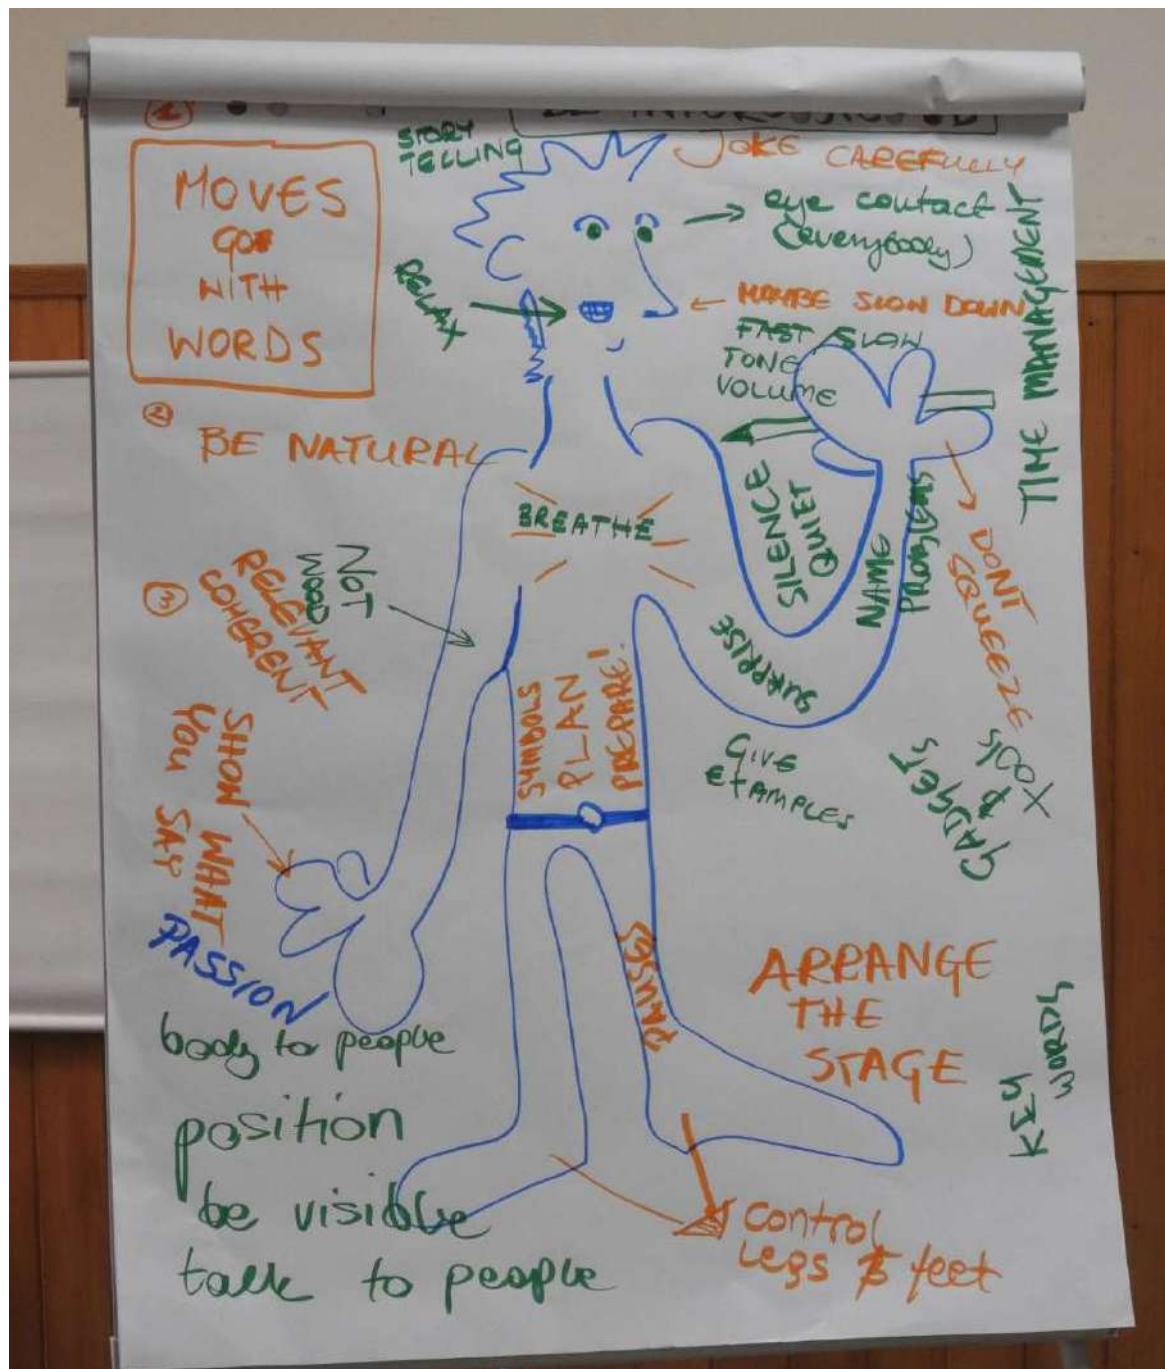 1
STORY
TELLING
JOKE CAREFULLY
MOVES
GO
WITH
WORDS
eye contact
(everybody)
TIME MANAGEMENT
RELAX
MAYBE SLOW DOWN
FAST/SLOW
TONE
VOLUME
2
BE NATURAL
BREATHE
SILENCE
QUIET
NAME
PROBLEMS
DONT
SQUEEZE
NOT
WOOD
3
RELEVANT
COHERENT
SURPRISE
SYMBOLS
PLAN
PREPARE!
GIVE
EXAMPLES
GADGETS
& TOOLS
SHOW WHAT
YOU SAY
PASSION
PAUSE(S)
ARRANGE
THE
STAGE
KEY
WORDS
body to people
position
be visible
talk to people
control
legs & feet